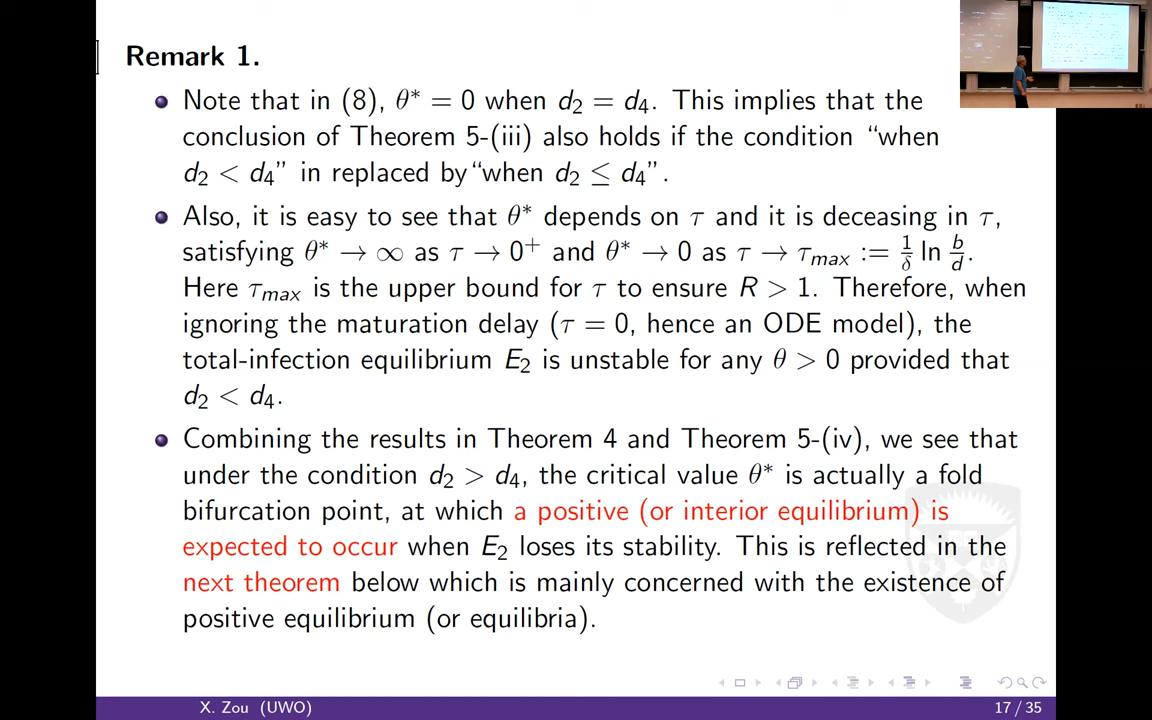 Remark 1.
Note that in (8), θ* = 0 when d₂ = d₄. This implies that the
conclusion of Theorem 5-(iii) also holds if the condition “when
d₂ < d₄” in replaced by“when d₂ ≤ d₄”.
Also, it is easy to see that θ* depends on τ and it is deceasing in τ,
satisfying θ* → ∞ as τ → 0⁺ and θ* → 0 as τ → τ_max := 1/δ ln b/d.
Here τ_max is the upper bound for τ to ensure R > 1. Therefore, when
ignoring the maturation delay (τ = 0, hence an ODE model), the
total-infection equilibrium E₂ is unstable for any θ > 0 provided that
d₂ < d₄.
Combining the results in Theorem 4 and Theorem 5-(iv), we see that
under the condition d₂ > d₄, the critical value θ* is actually a fold
bifurcation point, at which a positive (or interior equilibrium) is
expected to occur when E₂ loses its stability. This is reflected in the
next theorem below which is mainly concerned with the existence of
positive equilibrium (or equilibria).
X. Zou (UWO)
17 / 35